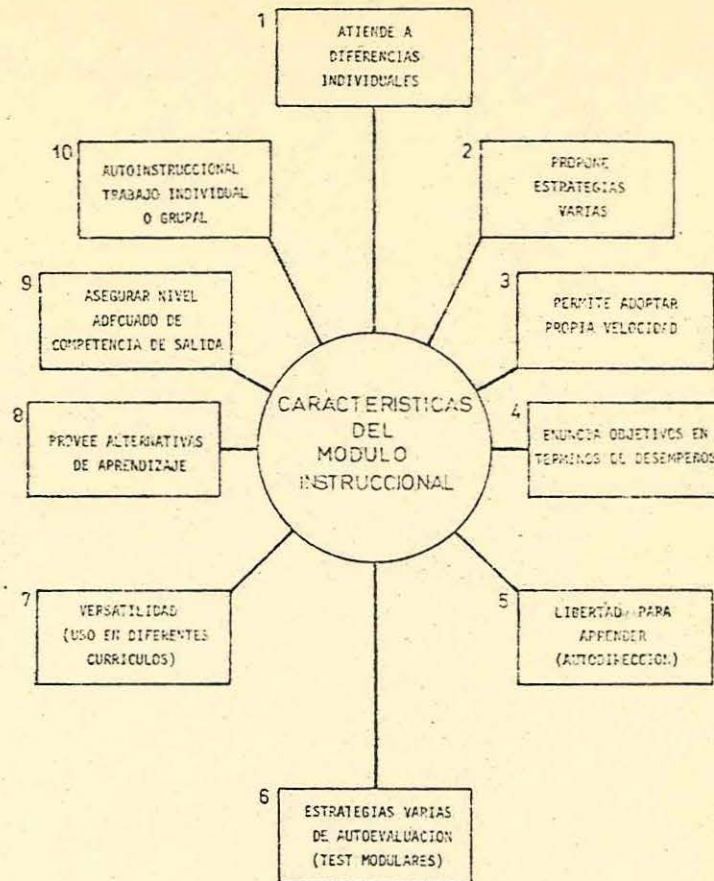 1
ATIENDE A
DIFERENCIAS
INDIVIDUALES
10
AUTOINSTRUCCIONAL
TRABAJO INDIVIDUAL
O GRUPAL
2
PROPONE
ESTRATEGIAS
VARIAS
9
ASEGURAR NIVEL
ADECUADO DE
COMPETENCIA DE SALIDA
3
PERMITE ADOPTAR
PROPIA VELOCIDAD
CARACTERISTICAS
DEL
MODULO
INSTRUCCIONAL
8
PROVEE ALTERNATIVAS
DE APRENDIZAJE
4
ENUNCIA OBJETIVOS EN
TERMINOS DE DESEMPEÑOS
7
VERSATILIDAD
(USO EN DIFERENTES
CURRICULOS)
5
LIBERTAD PARA
APRENDER
(AUTODIRECCION)
6
ESTRATEGIAS VARIAS
DE AUTOEVALUACION
(TEST MODULARES)